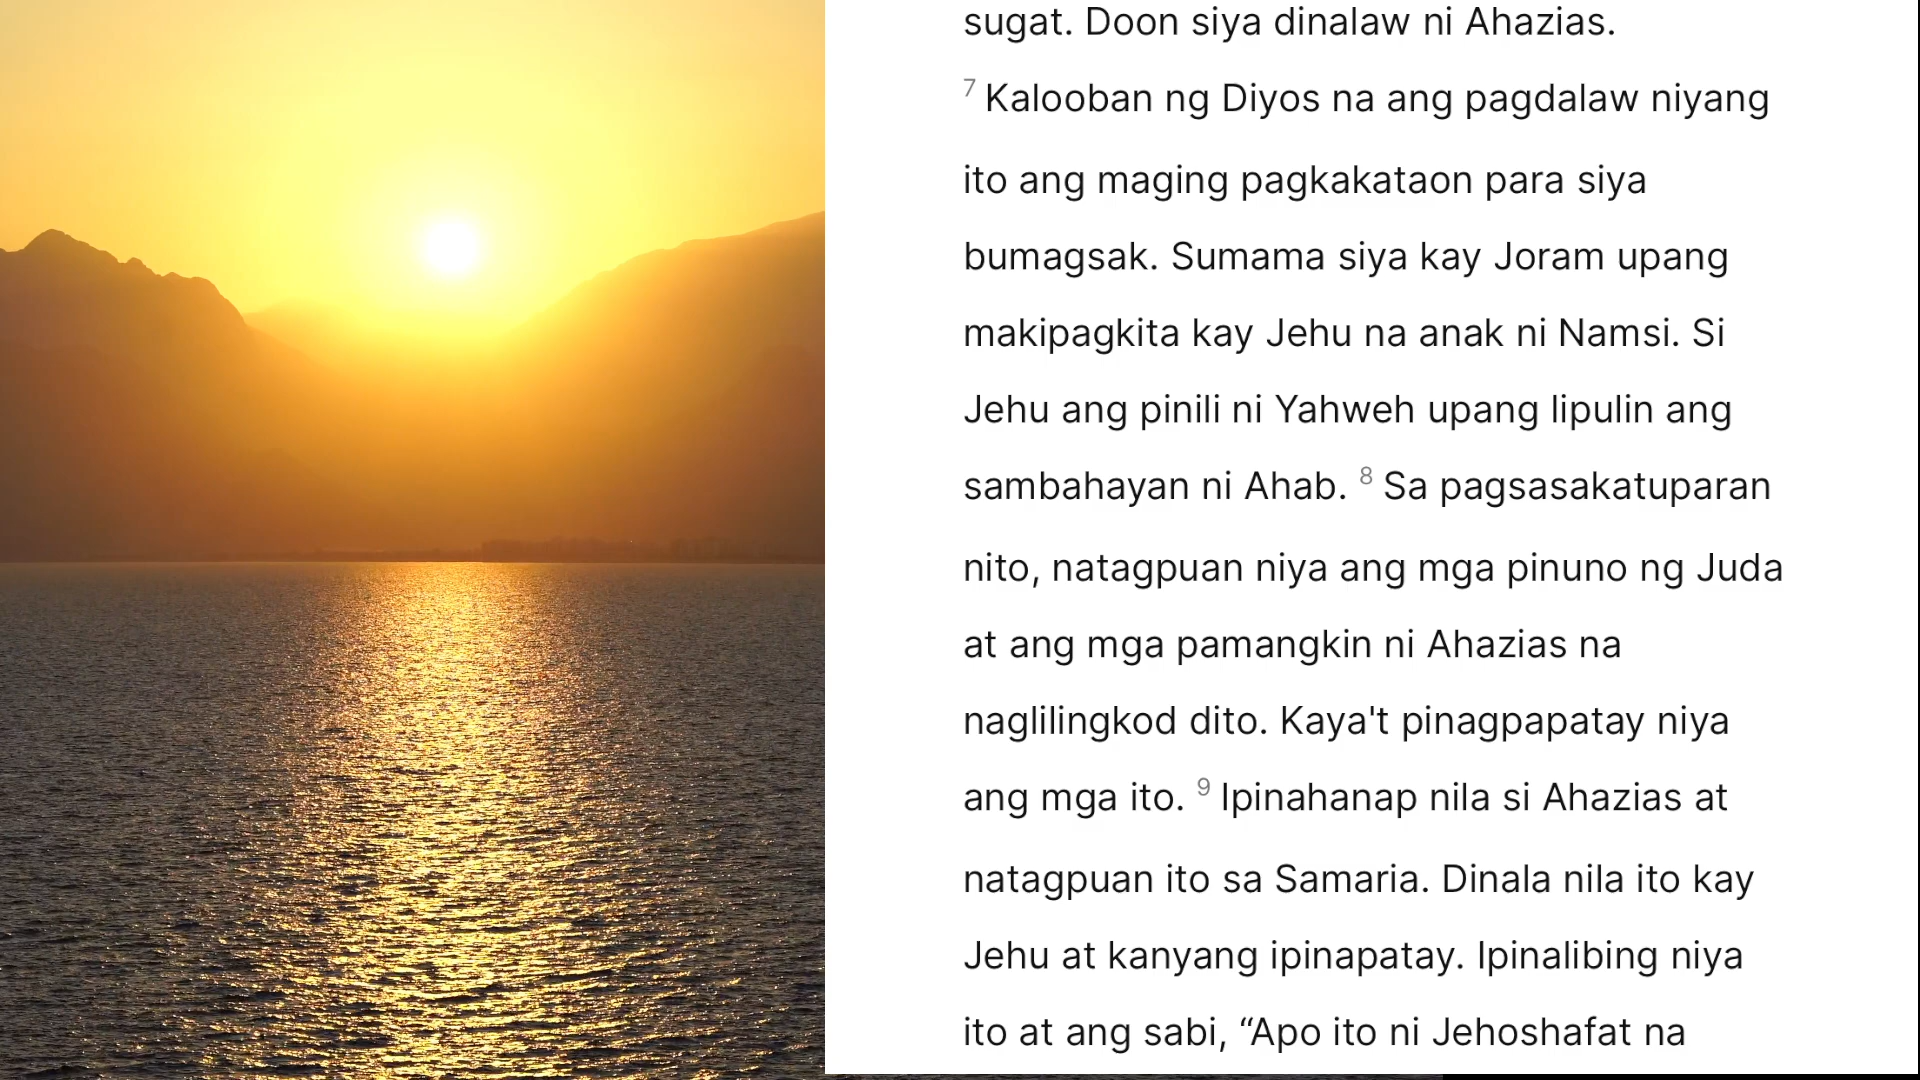 sugat. Doon siya dinalaw ni Ahazias.
7 Kalooban ng Diyos na ang pagdalaw niyang
ito ang maging pagkakataon para siya
bumagsak. Sumama siya kay Joram upang
makipagkita kay Jehu na anak ni Namsi. Si
Jehu ang pinili ni Yahweh upang lipulin ang
sambahayan ni Ahab. 8 Sa pagsasakatuparan
nito, natagpuan niya ang mga pinuno ng Juda
at ang mga pamangkin ni Ahazias na
naglilingkod dito. Kaya't pinagpapatay niya
ang mga ito. 9 Ipinahanap nila si Ahazias at
natagpuan ito sa Samaria. Dinala nila ito kay
Jehu at kanyang ipinapatay. Ipinalibing niya
ito at ang sabi, “Apo ito ni Jehoshafat na